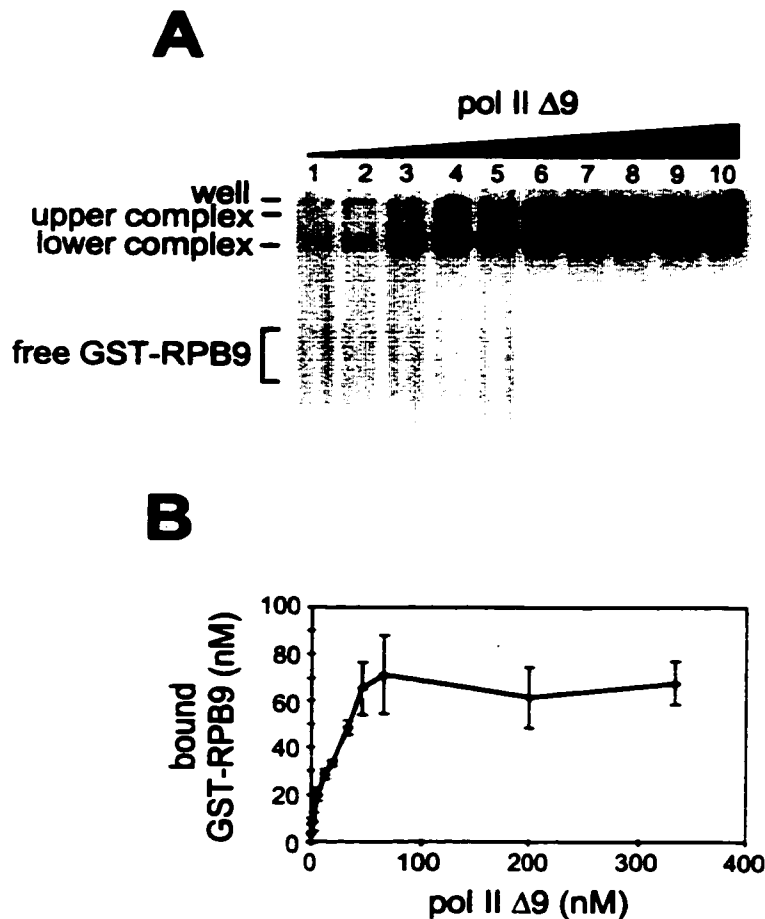 A
pol II Δ9
1 2 3 4 5 6 7 8 9 10
well
upper complex
lower complex
free GST-RPB9
B
bound
GST-RPB9 (nM)
100
80
60
40
20
0
0 100 200 300 400
pol II Δ9 (nM)